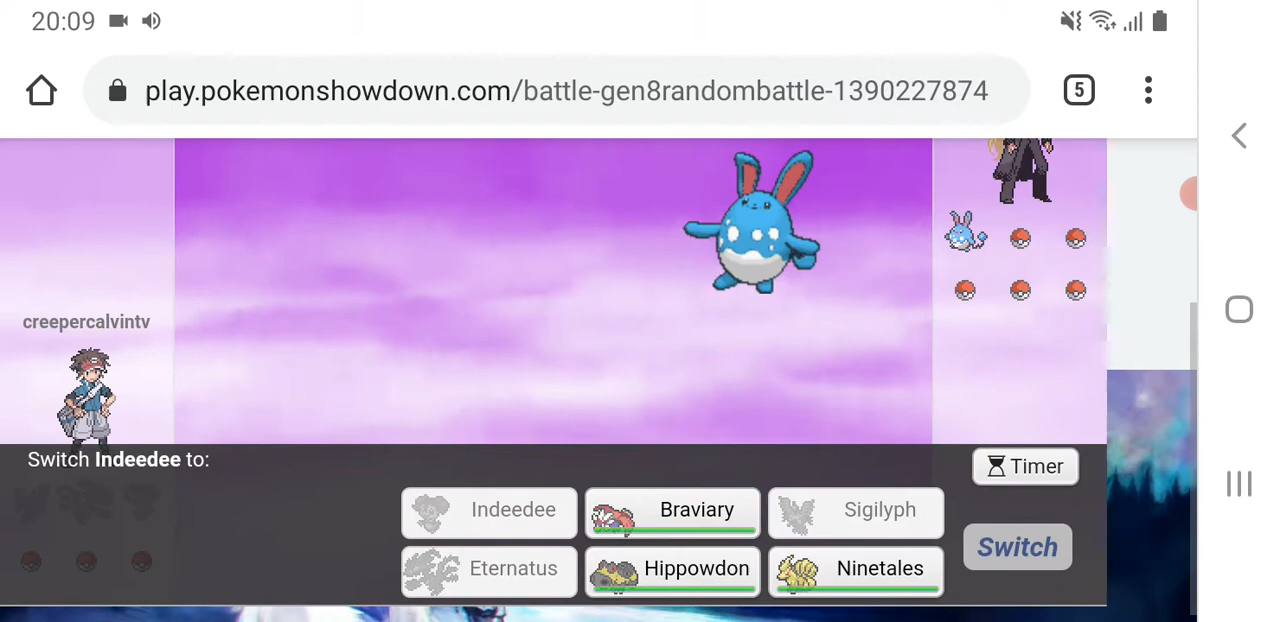 20:09
play.pokemonshowdown.com/battle-gen8randombattle-1390227874
5
creepercalvintv
Switch Indeedee to:
Timer
Indeedee Braviary Sigilyph
Eternatus Hippowdon Ninetales
Switch